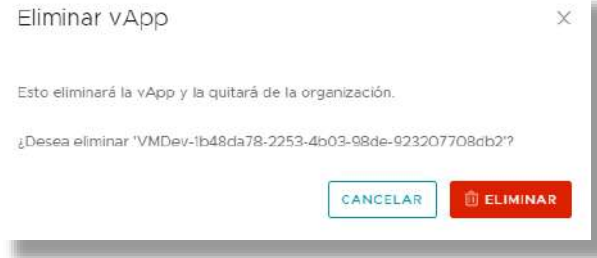 Eliminar vApp
Esto eliminará la vApp y la quitará de la organización.
¿Desea eliminar 'VMDev-1b48da78-2253-4b03-98de-923207708db2'?
CANCELAR
ELIMINAR